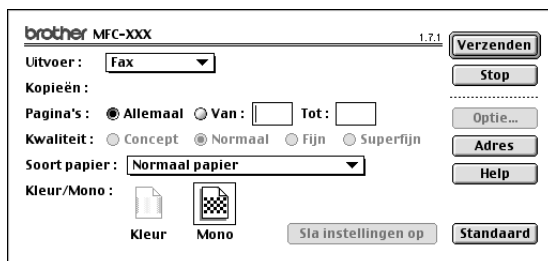 brother MFC-XXX 1.7.1
Verzenden
Uitvoer : Fax
Stop
Kopieën :
Pagina's : Allemaal Van : Tot :
Optie...
Kwaliteit : Concept Normaal Fijn Superfijn
Adres
Soort papier : Normaal papier
Help
Kleur/Mono :
Kleur Mono
Sla instellingen op
Standaard